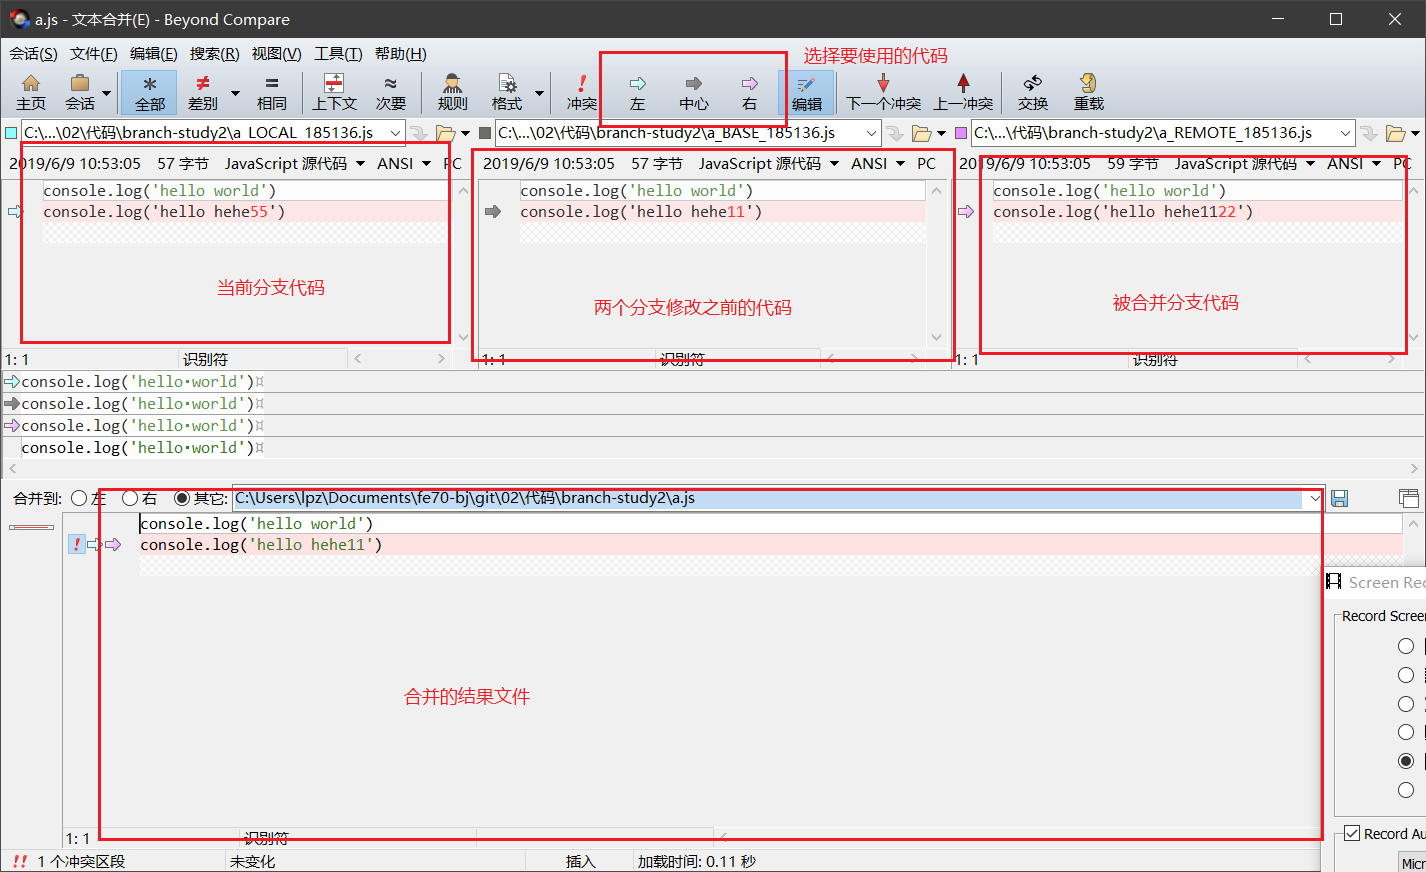 a.js - 文本合并(E) - Beyond Compare
会话(S) 文件(F) 编辑(E) 搜索(R) 视图(V) 工具(T) 帮助(H)
选择要使用的代码
主页 会话 全部 差别 相同 上下文 次要 规则 格式 冲突 左 中心 右 编辑 下一个冲突 上一冲突 交换 重载
C:\...\02\代码\branch-study2\a_LOCAL_185136.js C:\...\02\代码\branch-study2\a_BASE_185136.js C:\...\代码\branch-study2\a_REMOTE_185136.js
2019/6/9 10:53:05 57 字节 JavaScript 源代码 ANSI PC 2019/6/9 10:53:05 57 字节 JavaScript 源代码 ANSI PC 2019/6/9 10:53:05 59 字节 JavaScript 源代码 ANSI PC
console.log('hello world') console.log('hello world') console.log('hello world')
console.log('hello hehe55') console.log('hello hehe11') console.log('hello hehe1122')
当前分支代码 两个分支修改之前的代码 被合并分支代码
1: 1 识别符 1: 1 识别符 1: 1 识别符
console.log('hello·world')¤
console.log('hello·world')¤
console.log('hello·world')¤
console.log('hello·world')¤
合并到: 左 右 其它: C:\Users\lpz\Documents\fe70-bj\git\02\代码\branch-study2\a.js
console.log('hello world')
console.log('hello hehe11')
Screen Rec
Record Screen
合并的结果文件
Record Au
Micr
1: 1 识别符
!! 1 个冲突区段 未变化 插入 加载时间: 0.11 秒